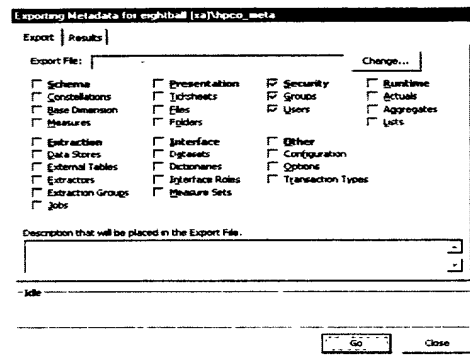 Exporting Metadata for eightball [sa]\hpco_meta
Export Results
Export File: Change...
Schema Presentation Security Runtime
Constellations Ticksheets Groups Actuals
Base Dimension Files Users Aggregates
Measures Folders Lists
Extraction Interface Other
Data Stores Datasets Configuration
External Tables Dictionaries Options
Extractors Interface Roles Transaction Types
Extraction Groups Measure Sets
Jobs
Description that will be placed in the Export File.
Idle
Go Close